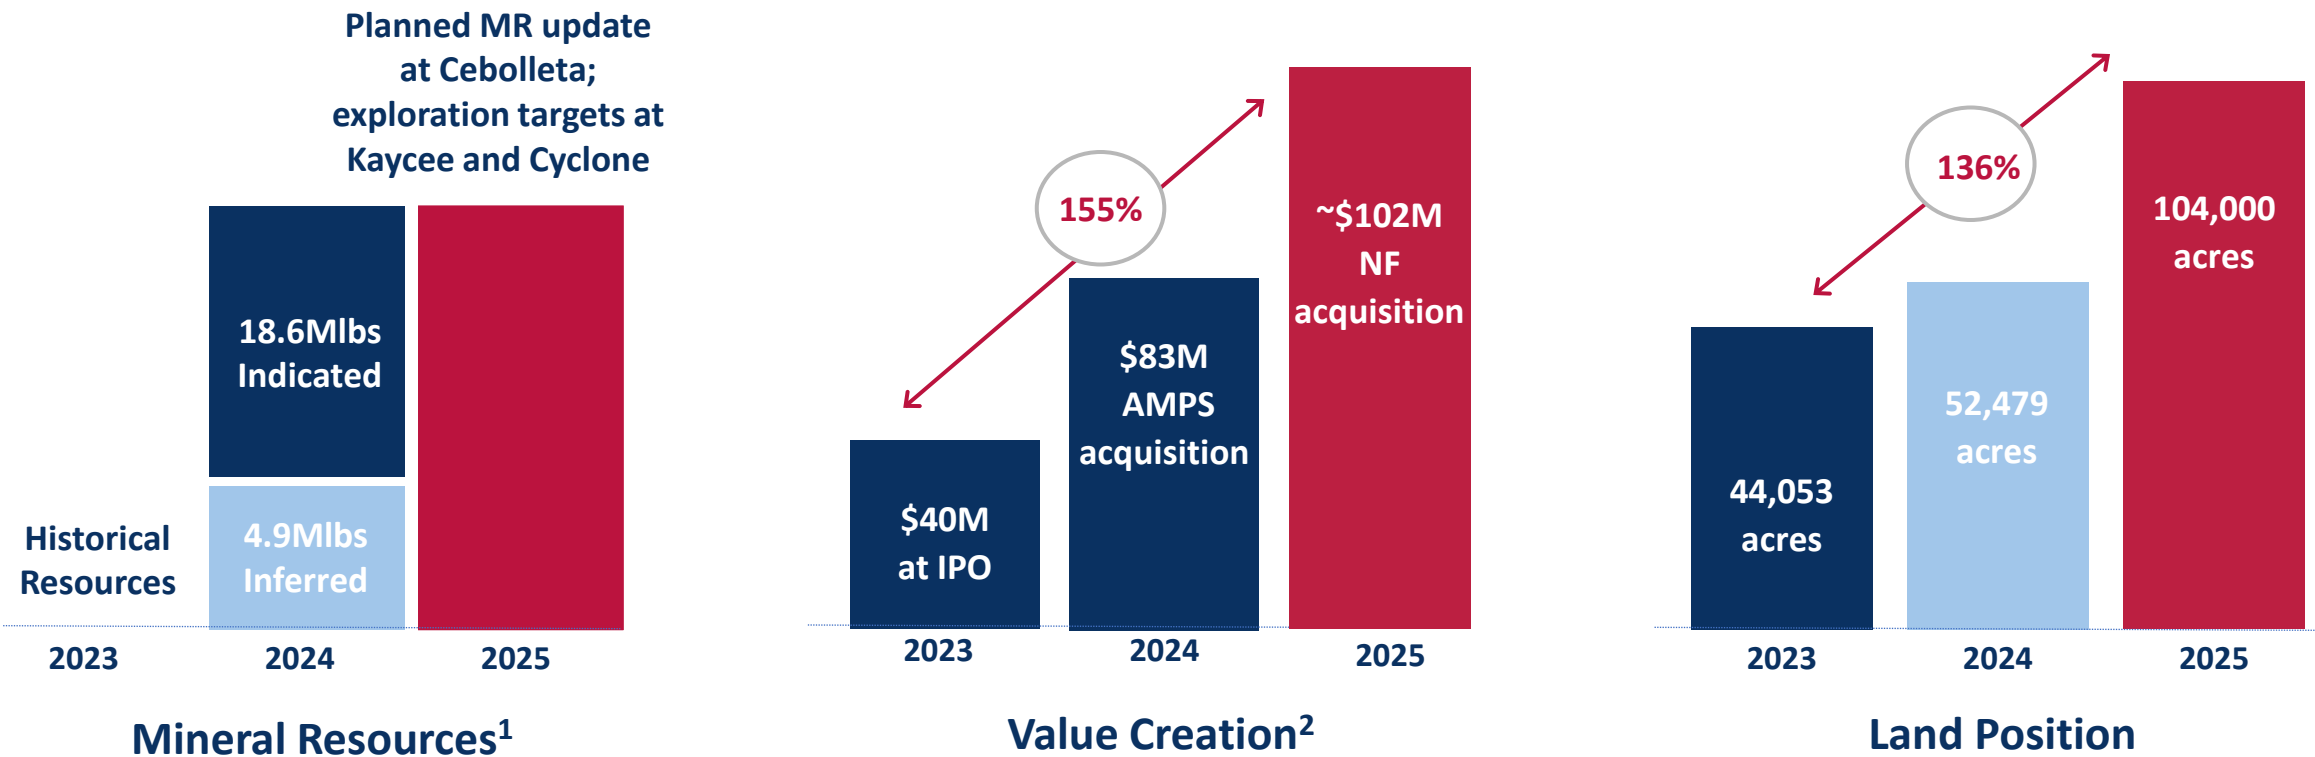 Planned MR update
at Cebolleta;
exploration targets at
Kaycee and Cyclone
18.6Mlbs
Indicated
4.9Mlbs
Inferred
Historical
Resources
2023
2024
2025
Mineral Resources¹
155%
$40M
at IPO
$83M
AMPS
acquisition
~$102M
NF
acquisition
2023
2024
2025
Value Creation²
136%
44,053
acres
52,479
acres
104,000
acres
2023
2024
2025
Land Position